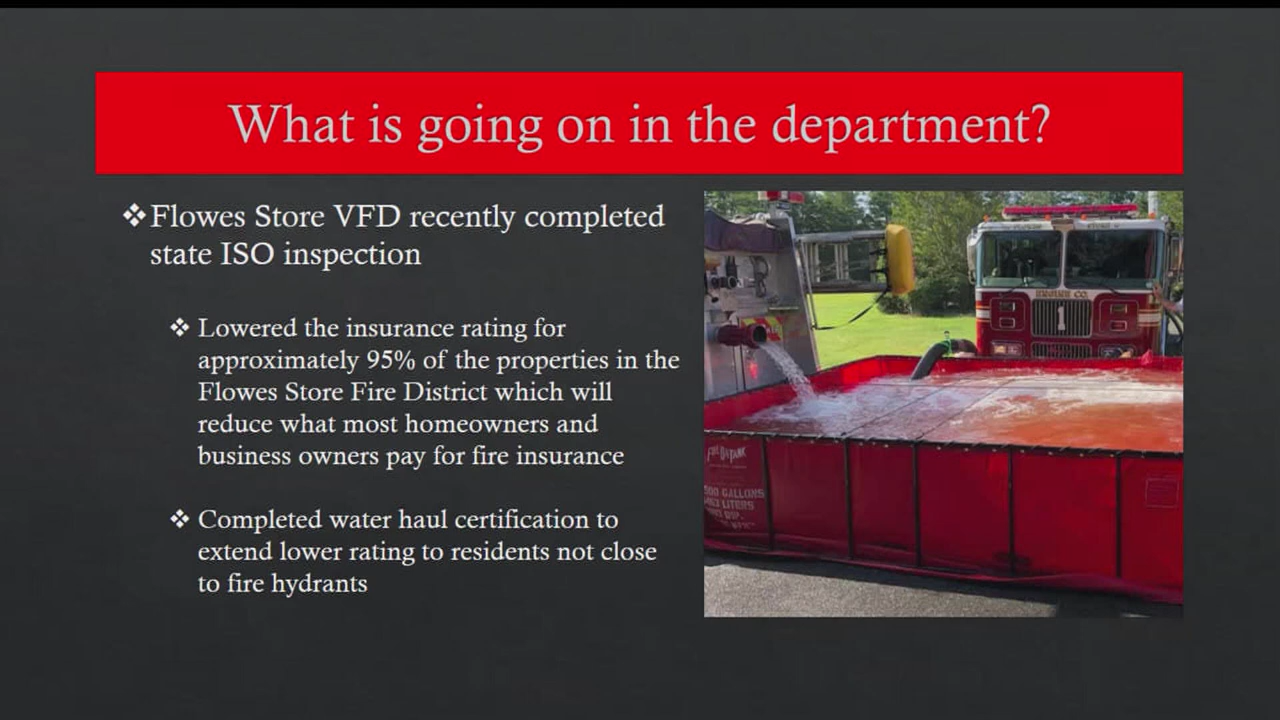 What is going on in the department?
❖Flowes Store VFD recently completed
state ISO inspection
❖ Lowered the insurance rating for
approximately 95% of the properties in the
Flowes Store Fire District which will
reduce what most homeowners and
business owners pay for fire insurance
❖ Completed water haul certification to
extend lower rating to residents not close
to fire hydrants
1
GALLONS
LITERS